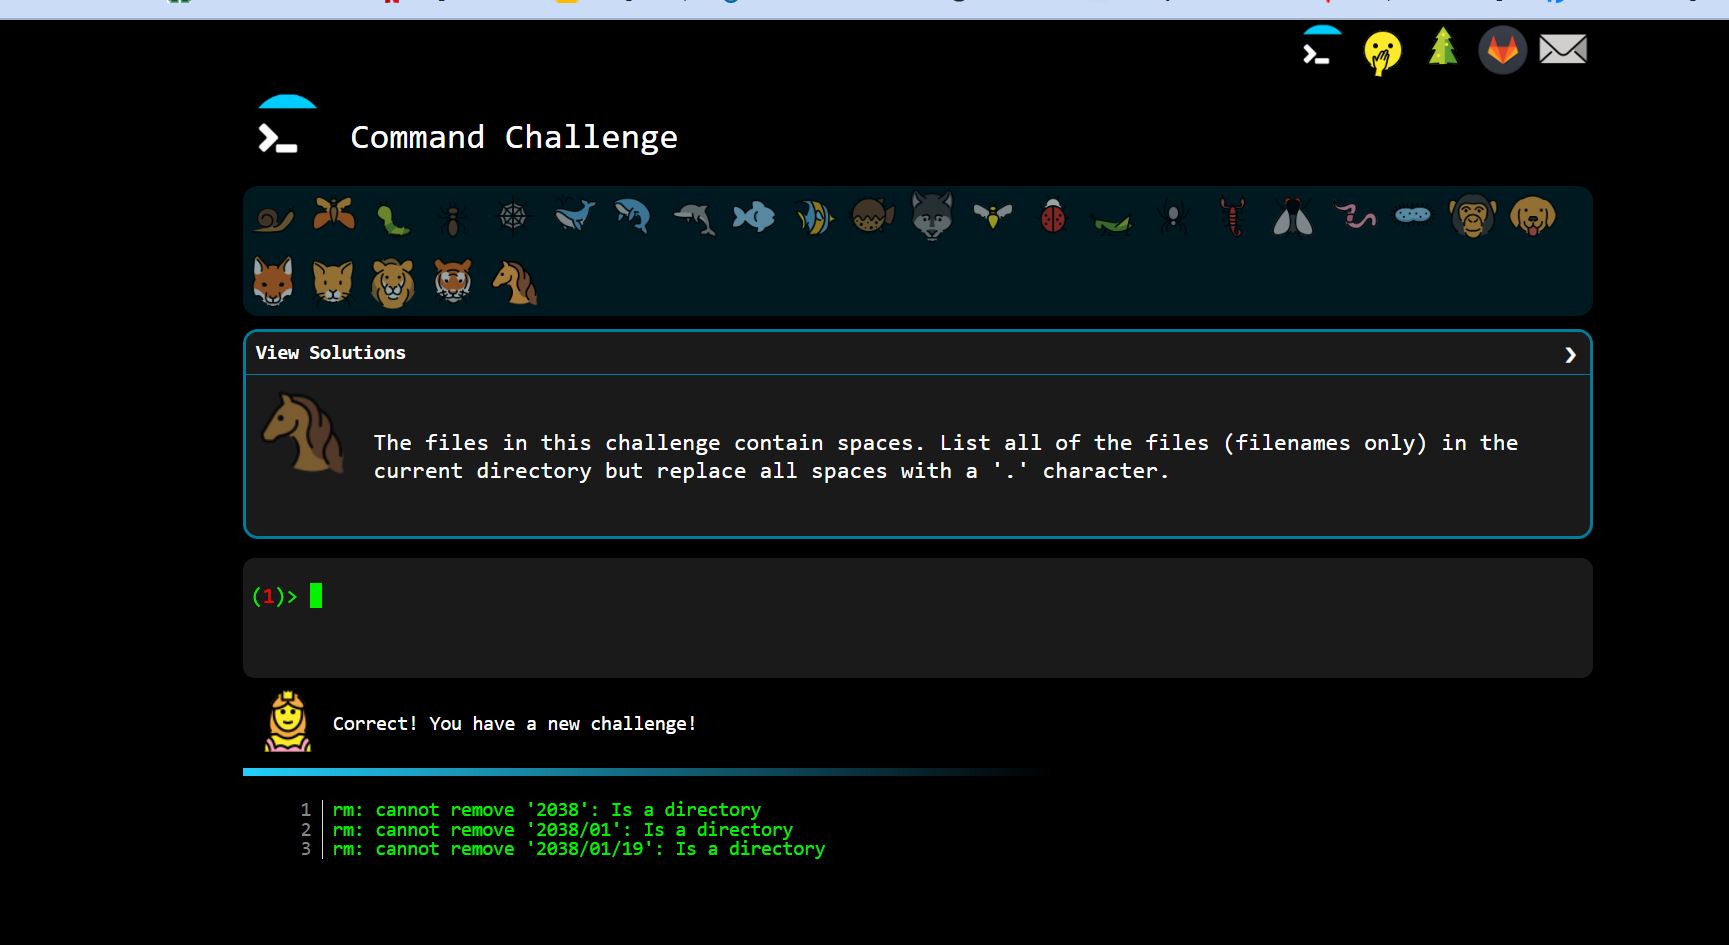 Command Challenge
View Solutions
The files in this challenge contain spaces. List all of the files (filenames only) in the
current directory but replace all spaces with a '.' character.
(1)>
Correct! You have a new challenge!
1 rm: cannot remove '2038': Is a directory
2 rm: cannot remove '2038/01': Is a directory
3 rm: cannot remove '2038/01/19': Is a directory